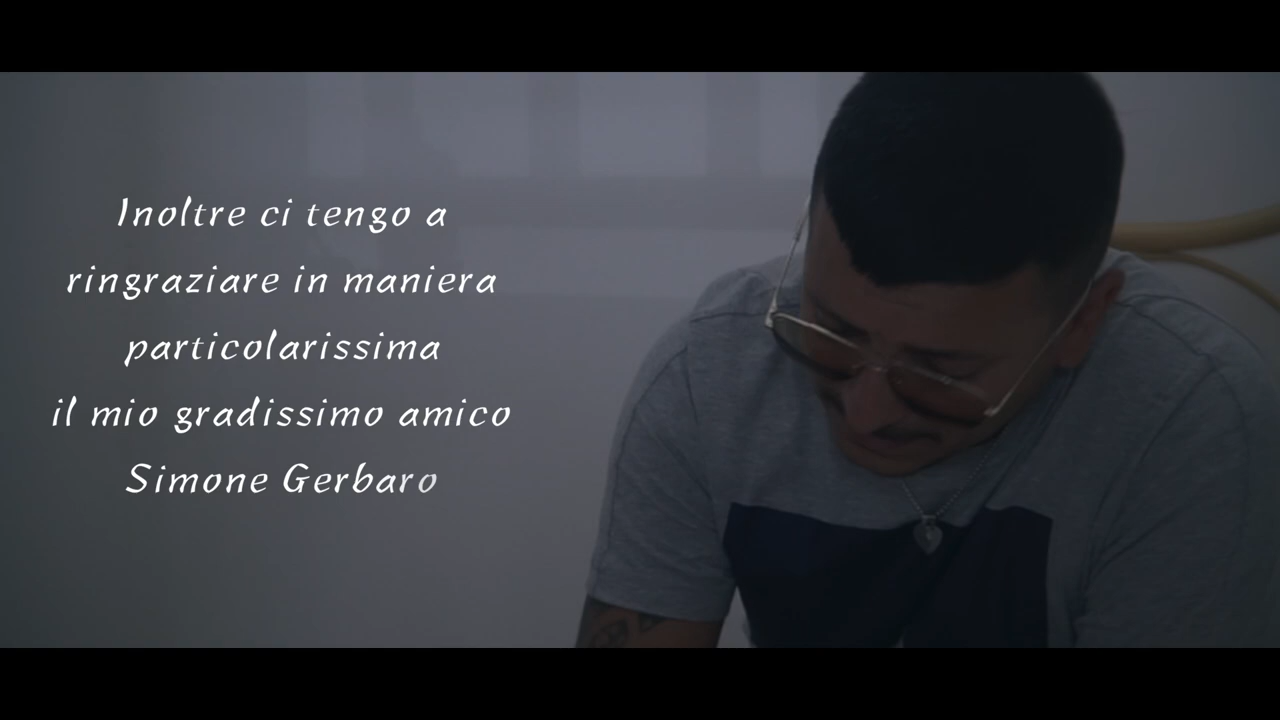 Inoltre ci tengo a
ringraziare in maniera
particolarissima
il mio gradissimo amico
Simone Gerbaro